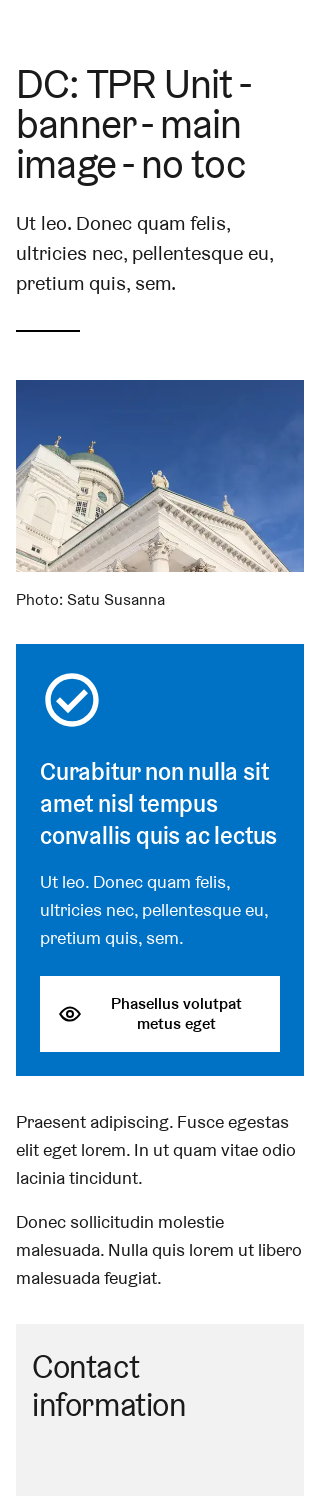 DC: TPR Unit -
banner - main
image - no toc
Ut leo. Donec quam felis,
ultricies nec, pellentesque eu,
pretium quis, sem.
Photo: Satu Susanna
Curabitur non nulla sit
amet nisl tempus
convallis quis ac lectus
Ut leo. Donec quam felis,
ultricies nec, pellentesque eu,
pretium quis, sem.
Phasellus volutpat
metus eget
Praesent adipiscing. Fusce egestas
elit eget lorem. In ut quam vitae odio
lacinia tincidunt.
Donec sollicitudin molestie
malesuada. Nulla quis lorem ut libero
malesuada feugiat.
Contact
information